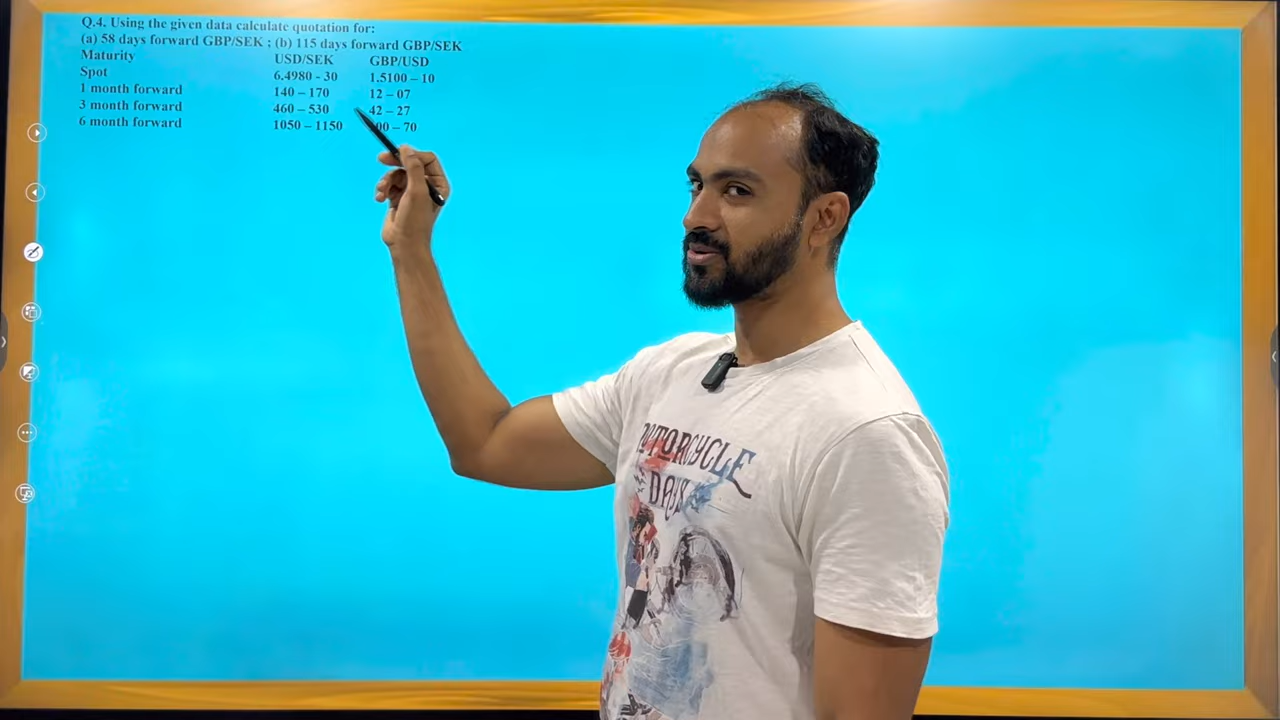 Q.4. Using the given data calculate quotation for:
(a) 58 days forward GBP/SEK ; (b) 115 days forward GBP/SEK
Maturity USD/SEK GBP/USD
Spot 6.4980 - 30 1.5100 – 10
1 month forward 140 – 170 12 – 07
3 month forward 460 – 530 42 – 27
6 month forward 1050 – 1150 00 – 70
MOTORCYCLE
DAYS